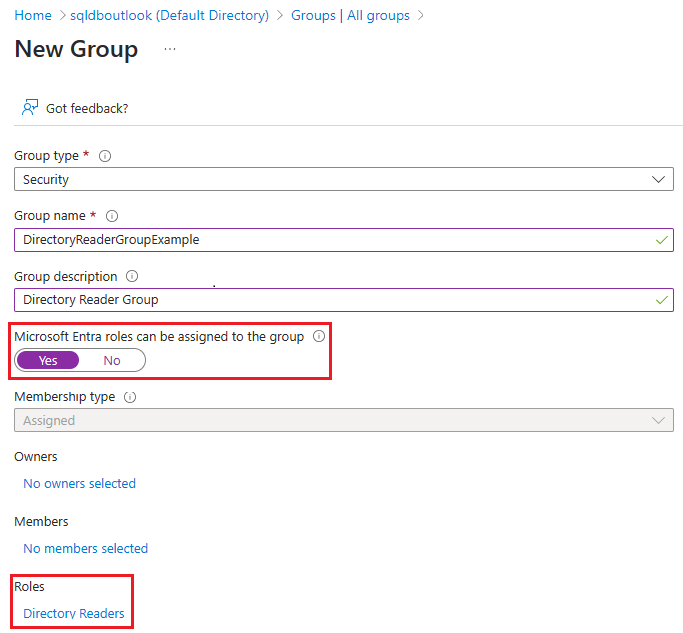 Home > sqldboutlook (Default Directory) > Groups | All groups >
New Group ...
Got feedback?
Group type *
Security
Group name *
DirectoryReaderGroupExample
Group description
Directory Reader Group
Microsoft Entra roles can be assigned to the group
Yes No
Membership type
Assigned
Owners
No owners selected
Members
No members selected
Roles
Directory Readers